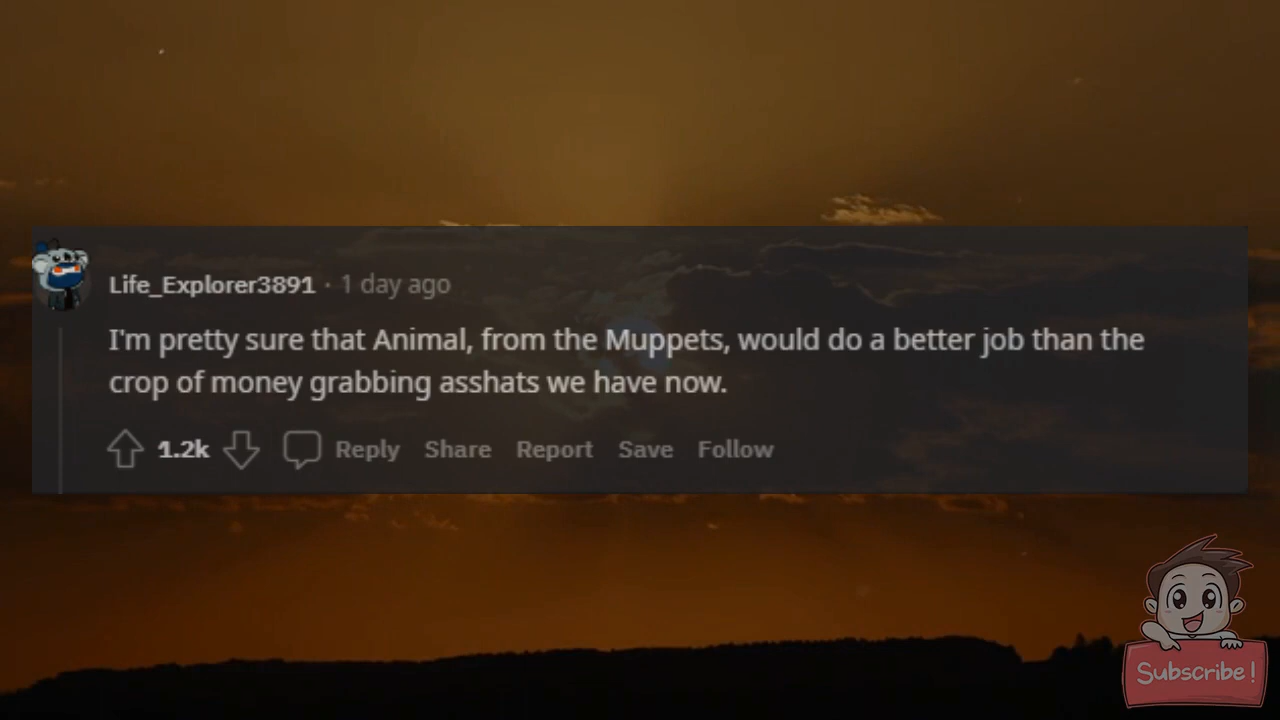 Life_Explorer3891 · 1 day ago
I'm pretty sure that Animal, from the Muppets, would do a better job than the
crop of money grabbing asshats we have now.
1.2k Reply Share Report Save Follow
Subscribe!